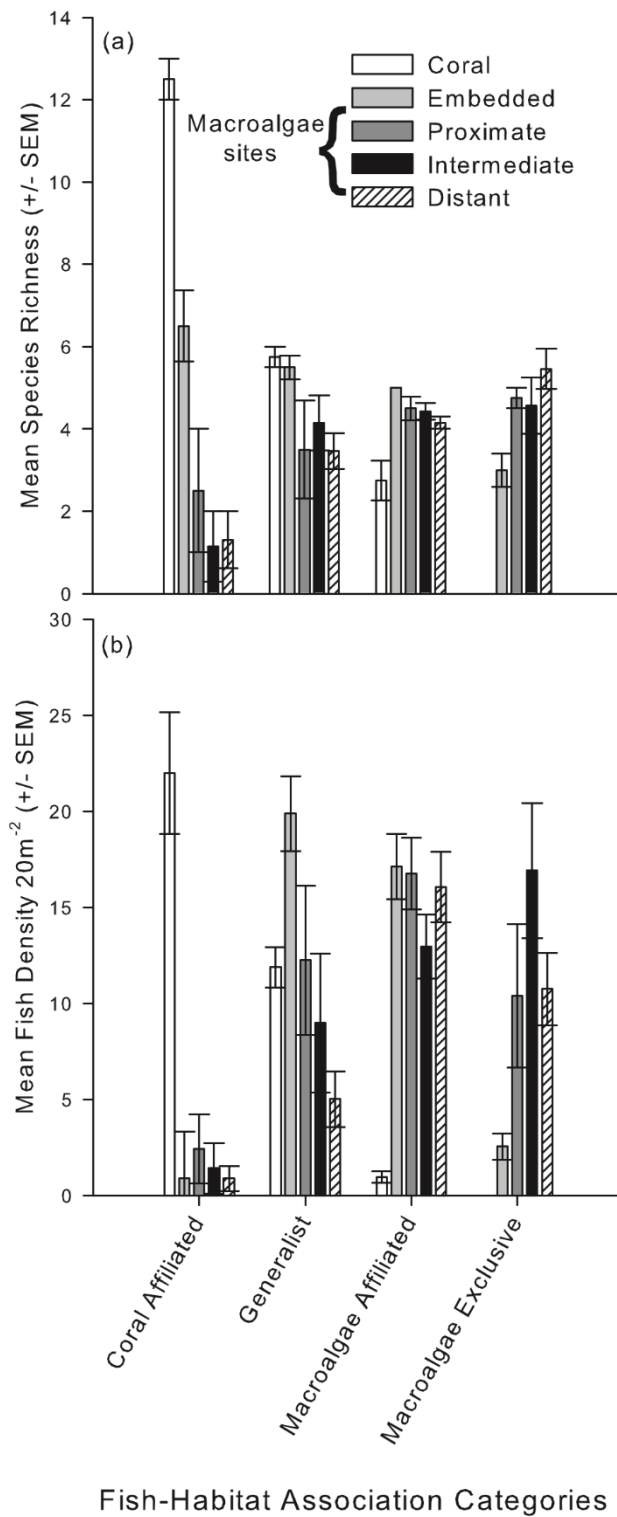 (a)
Coral
Embedded
Proximate
Intermediate
Distant
Macroalgae
sites
Mean Species Richness (+/- SEM)
14
12
10
8
6
4
2
0
(b)
Mean Fish Density 20m⁻² (+/- SEM)
30
25
20
15
10
5
0
Coral Affiliated
Generalist
Macroalgae Affiliated
Macroalgae Exclusive
Fish-Habitat Association Categories